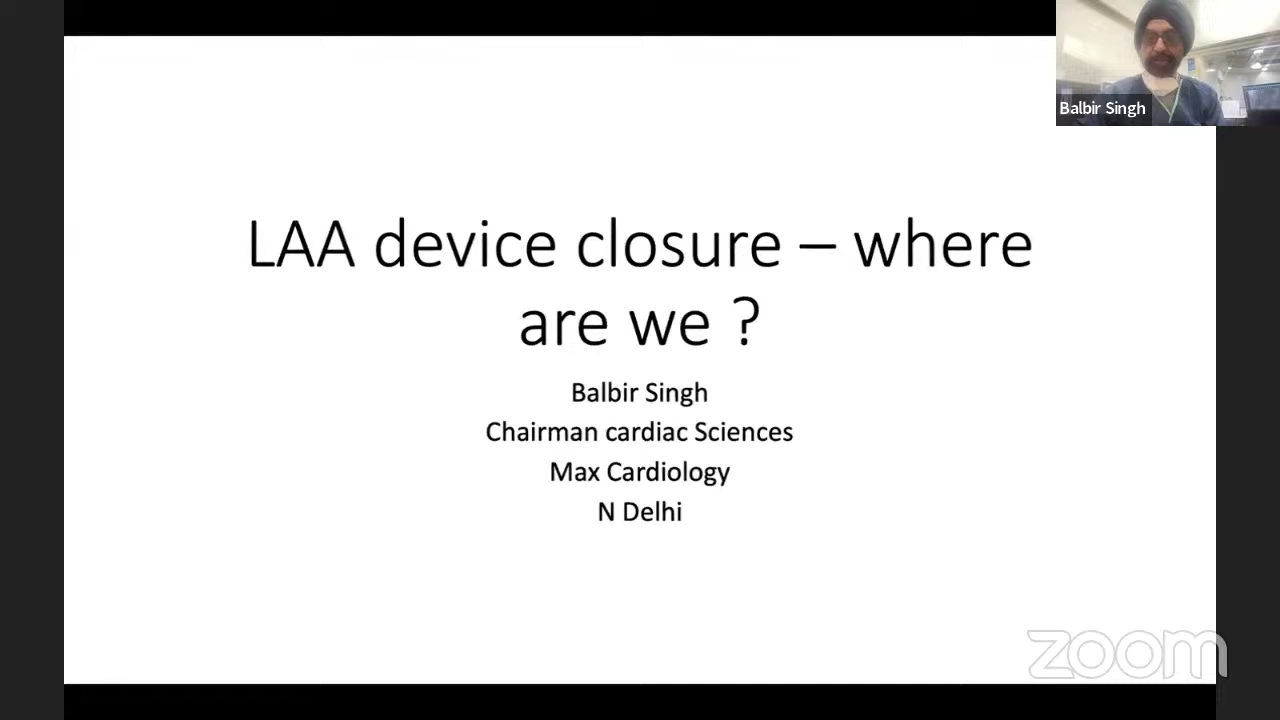 Balbir Singh
LAA device closure – where
are we ?
Balbir Singh
Chairman cardiac Sciences
Max Cardiology
N Delhi
zoom